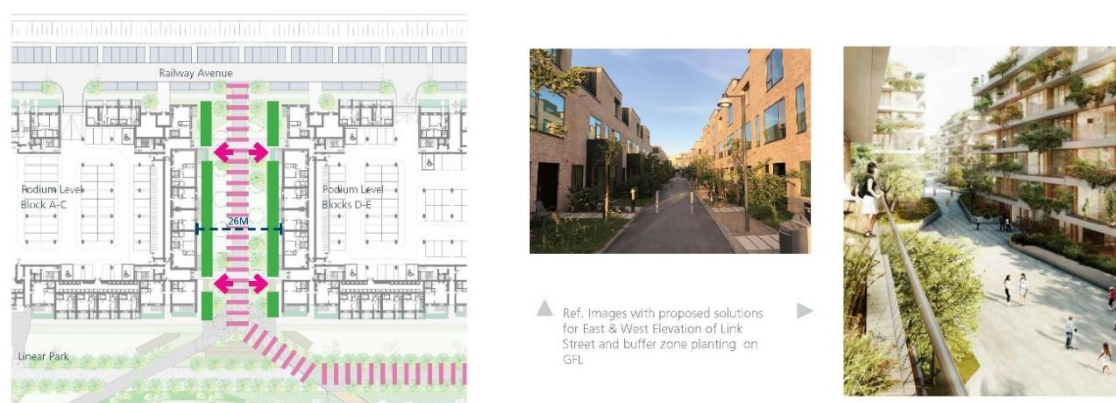 Railway Avenue
Podium Level
Block A-C
Podium Level
Blocks D-E
26M
Linear Park
Ref. Images with proposed solutions
for East & West Elevation of Link
Street and buffer zone planting on
GFL